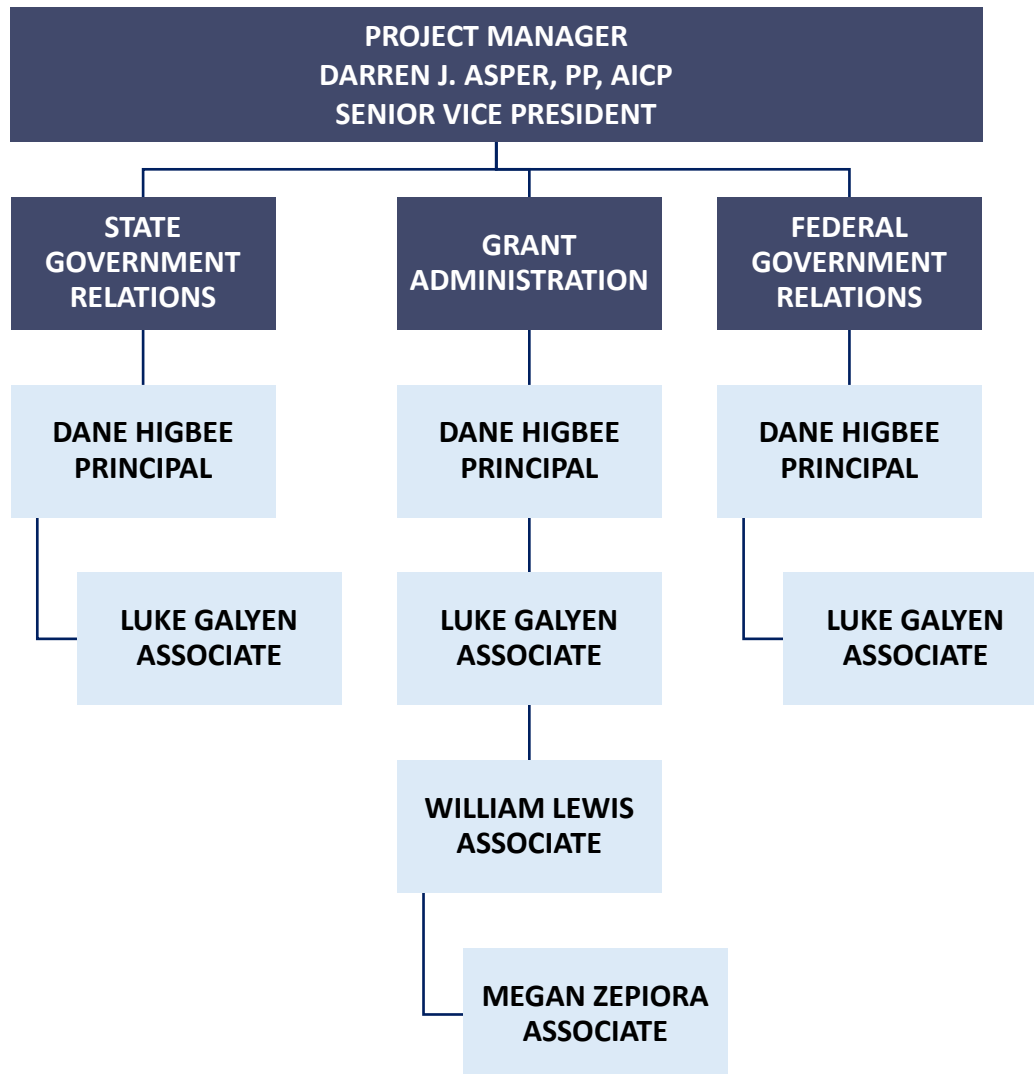 PROJECT MANAGER
DARREN J. ASPER, PP, AICP
SENIOR VICE PRESIDENT
STATE
GOVERNMENT
RELATIONS
GRANT
ADMINISTRATION
FEDERAL
GOVERNMENT
RELATIONS
DANE HIGBEE
PRINCIPAL
DANE HIGBEE
PRINCIPAL
DANE HIGBEE
PRINCIPAL
LUKE GALYEN
ASSOCIATE
LUKE GALYEN
ASSOCIATE
LUKE GALYEN
ASSOCIATE
WILLIAM LEWIS
ASSOCIATE
MEGAN ZEPIORA
ASSOCIATE